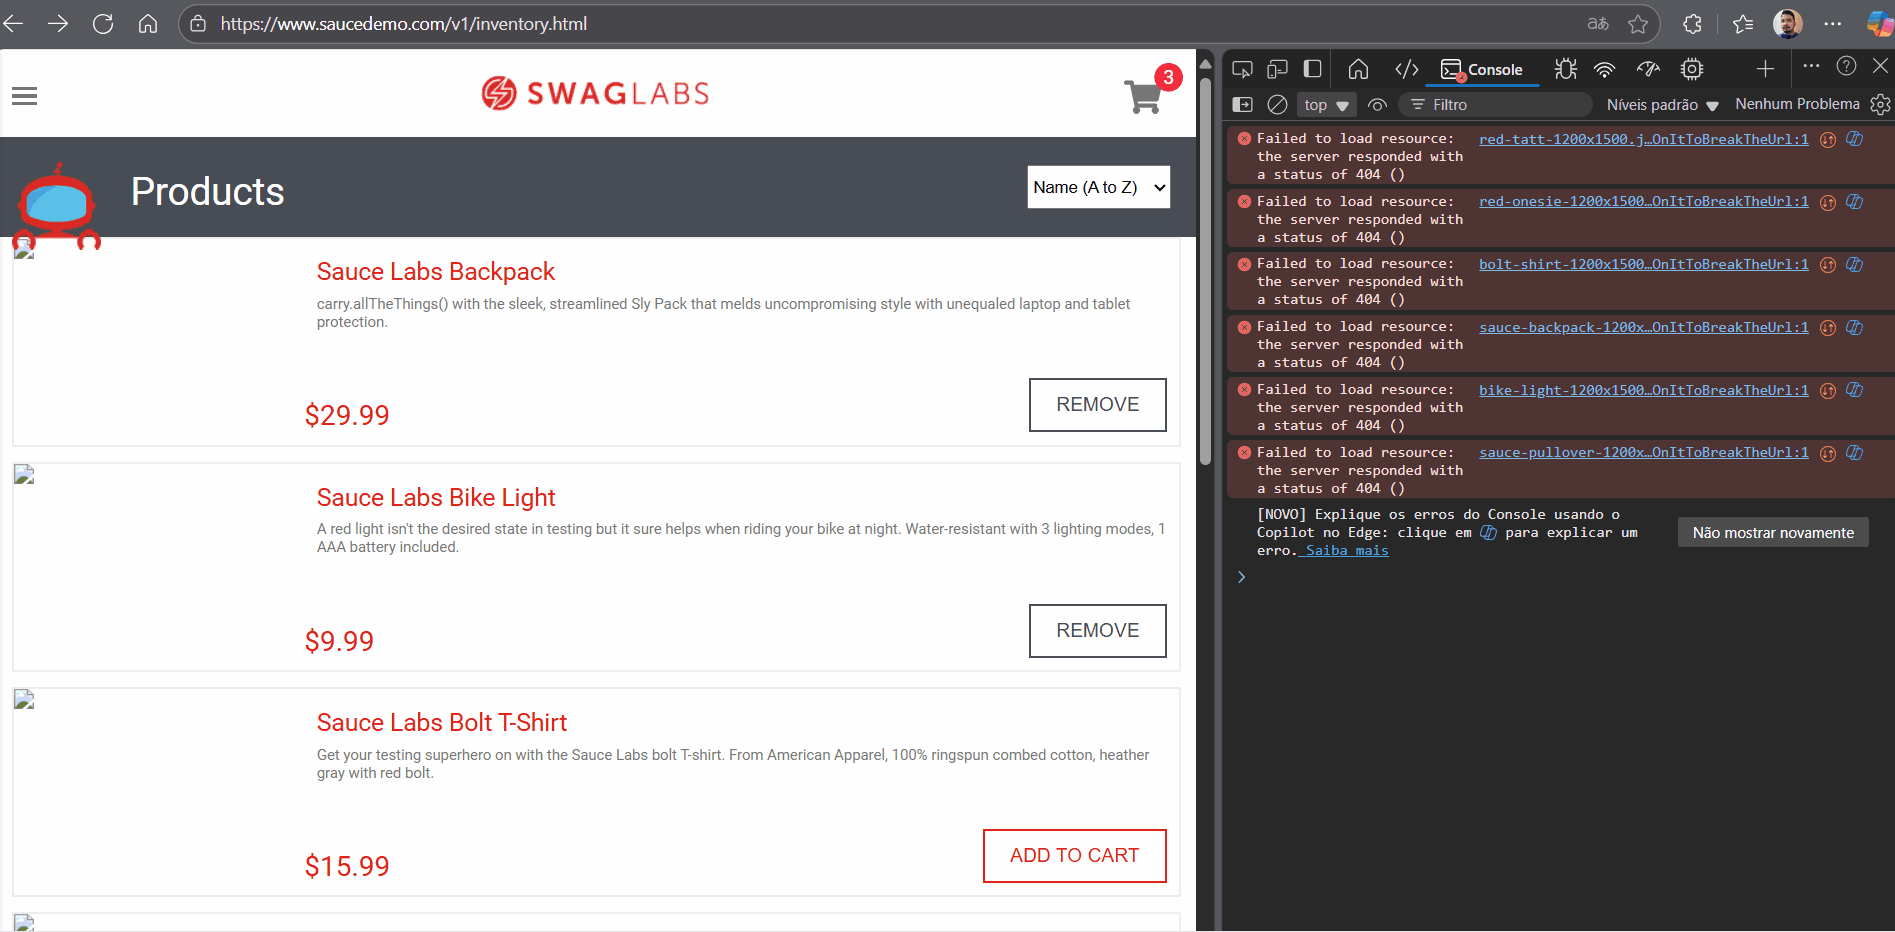 https://www.saucedemo.com/v1/inventory.html
aあ
SWAGLABS
3
Products
Name (A to Z)
Sauce Labs Backpack
carry.allTheThings() with the sleek, streamlined Sly Pack that melds uncompromising style with unequaled laptop and tablet
protection.
$29.99
REMOVE
Sauce Labs Bike Light
A red light isn't the desired state in testing but it sure helps when riding your bike at night. Water-resistant with 3 lighting modes, 1
AAA battery included.
$9.99
REMOVE
Sauce Labs Bolt T-Shirt
Get your testing superhero on with the Sauce Labs bolt T-shirt. From American Apparel, 100% ringspun combed cotton, heather
gray with red bolt.
$15.99
ADD TO CART
Console
top
Filtro
Níveis padrão
Nenhum Problema
Failed to load resource: red-tatt-1200x1500.j…OnItToBreakTheUrl:1
the server responded with
a status of 404 ()
Failed to load resource: red-onesie-1200x1500…OnItToBreakTheUrl:1
the server responded with
a status of 404 ()
Failed to load resource: bolt-shirt-1200x1500…OnItToBreakTheUrl:1
the server responded with
a status of 404 ()
Failed to load resource: sauce-backpack-1200x…OnItToBreakTheUrl:1
the server responded with
a status of 404 ()
Failed to load resource: bike-light-1200x1500…OnItToBreakTheUrl:1
the server responded with
a status of 404 ()
Failed to load resource: sauce-pullover-1200x…OnItToBreakTheUrl:1
the server responded with
a status of 404 ()
[NOVO] Explique os erros do Console usando o
Copilot no Edge: clique em para explicar um
erro. Saiba mais
Não mostrar novamente